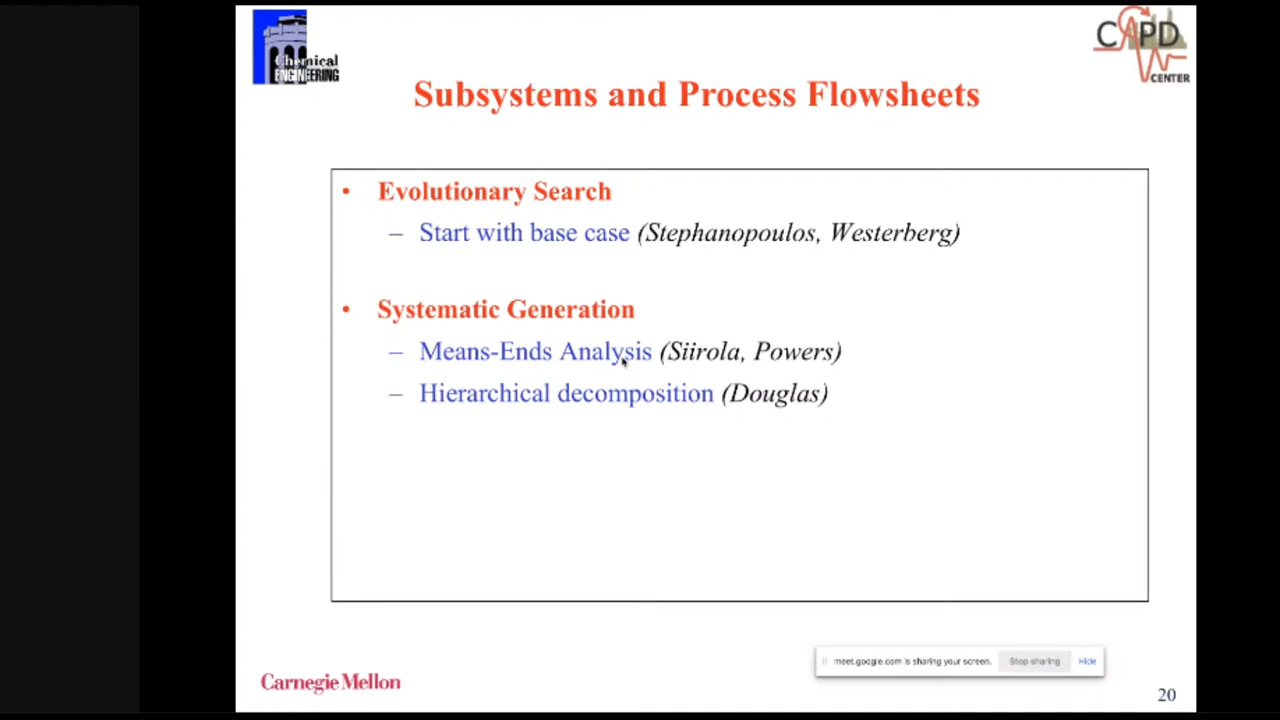 Chemical
ENGINEERING
CAPD
CENTER
Subsystems and Process Flowsheets
• Evolutionary Search
– Start with base case (Stephanopoulos, Westerberg)
• Systematic Generation
– Means-Ends Analysis (Siirola, Powers)
– Hierarchical decomposition (Douglas)
meet.google.com is sharing your screen. Stop sharing Hide
Carnegie Mellon
20